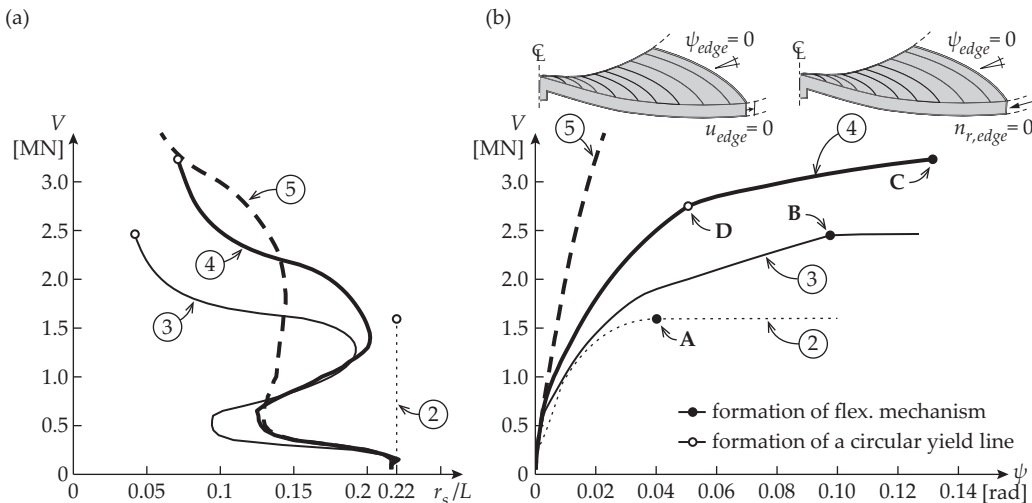 (a)
V
[MN]
3.0
2.5
2.0
1.5
1.0
0.5
0
0 0.05 0.1 0.15 0.2 0.22 r_s/L
5
4
3
2
(b)
℄ ψ_edge = 0
u_edge = 0
℄ ψ_edge = 0
n_r,edge = 0
V
[MN]
3.0
2.5
2.0
1.5
1.0
0.5
0
0 0.02 0.04 0.06 0.08 0.10 0.12 0.14 ψ
[rad]
5
4
C
D
B
3
A
2
formation of flex. mechanism
formation of a circular yield line